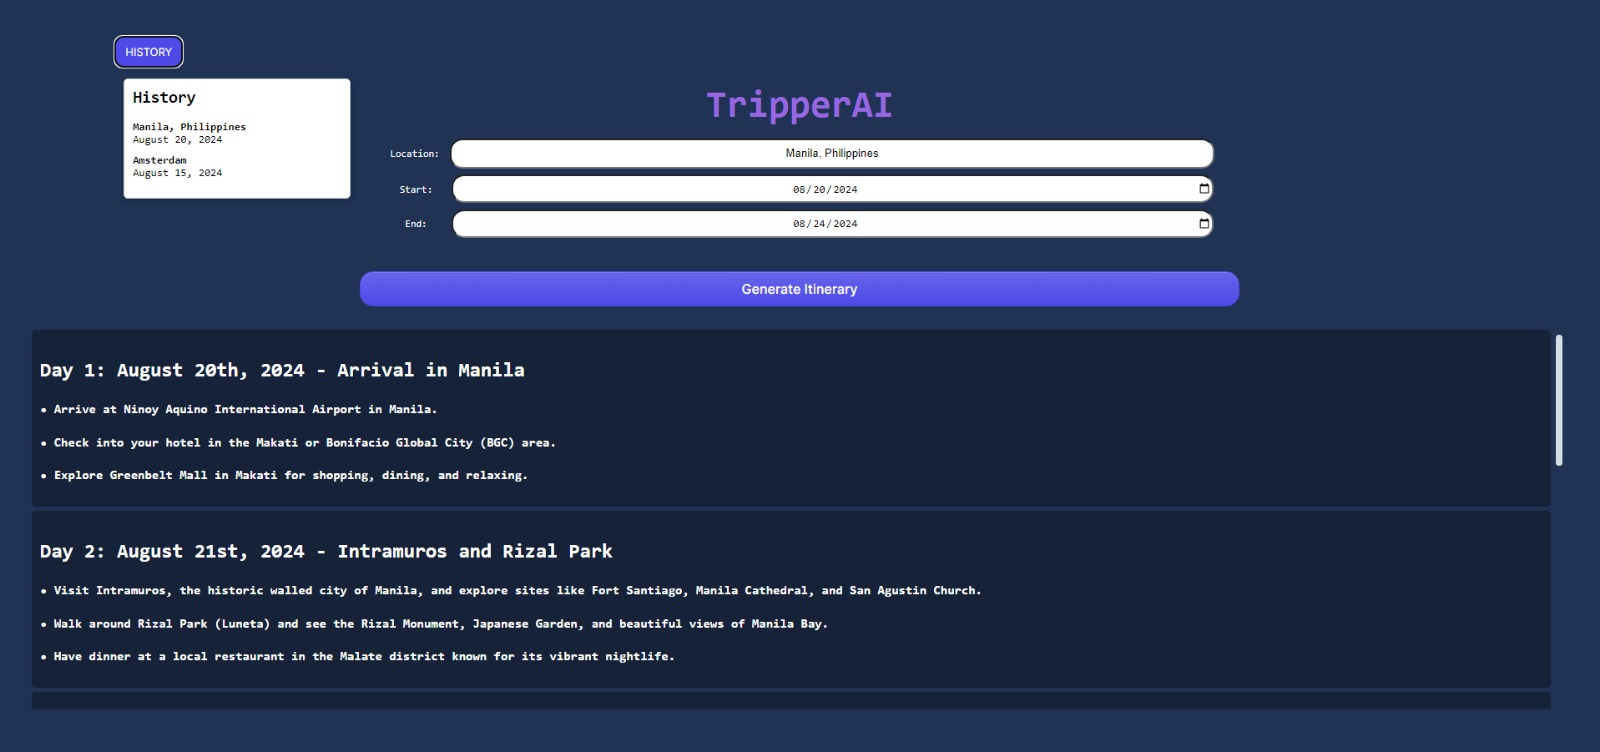 HISTORY
History
Manila, Philippines
August 20, 2024
Amsterdam
August 15, 2024
TripperAI
Location: Manila, Philippines
Start: 08/20/2024
End: 08/24/2024
Generate Itinerary
Day 1: August 20th, 2024 - Arrival in Manila
• Arrive at Ninoy Aquino International Airport in Manila.
• Check into your hotel in the Makati or Bonifacio Global City (BGC) area.
• Explore Greenbelt Mall in Makati for shopping, dining, and relaxing.
Day 2: August 21st, 2024 - Intramuros and Rizal Park
• Visit Intramuros, the historic walled city of Manila, and explore sites like Fort Santiago, Manila Cathedral, and San Agustin Church.
• Walk around Rizal Park (Luneta) and see the Rizal Monument, Japanese Garden, and beautiful views of Manila Bay.
• Have dinner at a local restaurant in the Malate district known for its vibrant nightlife.